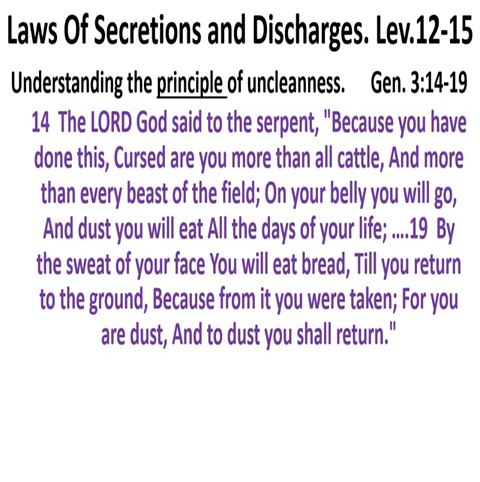 Laws Of Secretions and Discharges. Lev.12-15
Understanding the principle of uncleanness. Gen. 3:14-19
14 The LORD God said to the serpent, "Because you have
done this, Cursed are you more than all cattle, And more
than every beast of the field; On your belly you will go,
And dust you will eat All the days of your life; ....19 By
the sweat of your face You will eat bread, Till you return
to the ground, Because from it you were taken; For you
are dust, And to dust you shall return."